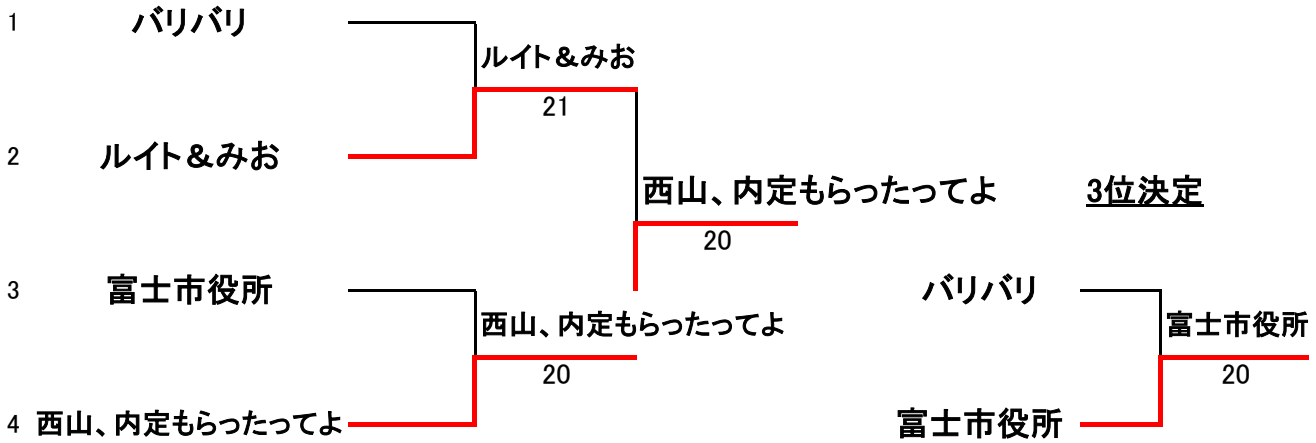 1 バリバリ
ルイト＆みお
21
2 ルイト＆みお
西山、内定もらったってよ 3位決定
20
3 富士市役所 バリバリ
西山、内定もらったってよ 富士市役所
20 20
4 西山、内定もらったってよ 富士市役所